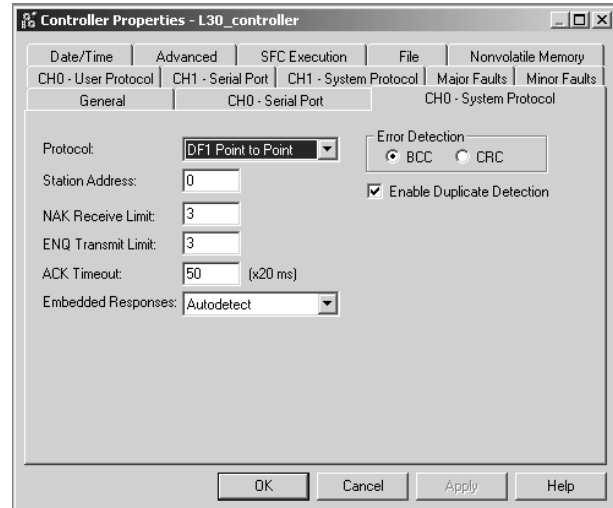 Controller Properties - L30_controller
Date/Time Advanced SFC Execution File Nonvolatile Memory
CH0 - User Protocol CH1 - Serial Port CH1 - System Protocol Major Faults Minor Faults
General CH0 - Serial Port CH0 - System Protocol
Protocol: DF1 Point to Point
Error Detection
BCC CRC
Station Address: 0
Enable Duplicate Detection
NAK Receive Limit: 3
ENQ Transmit Limit: 3
ACK Timeout: 50 (x20 ms)
Embedded Responses: Autodetect
OK Cancel Apply Help